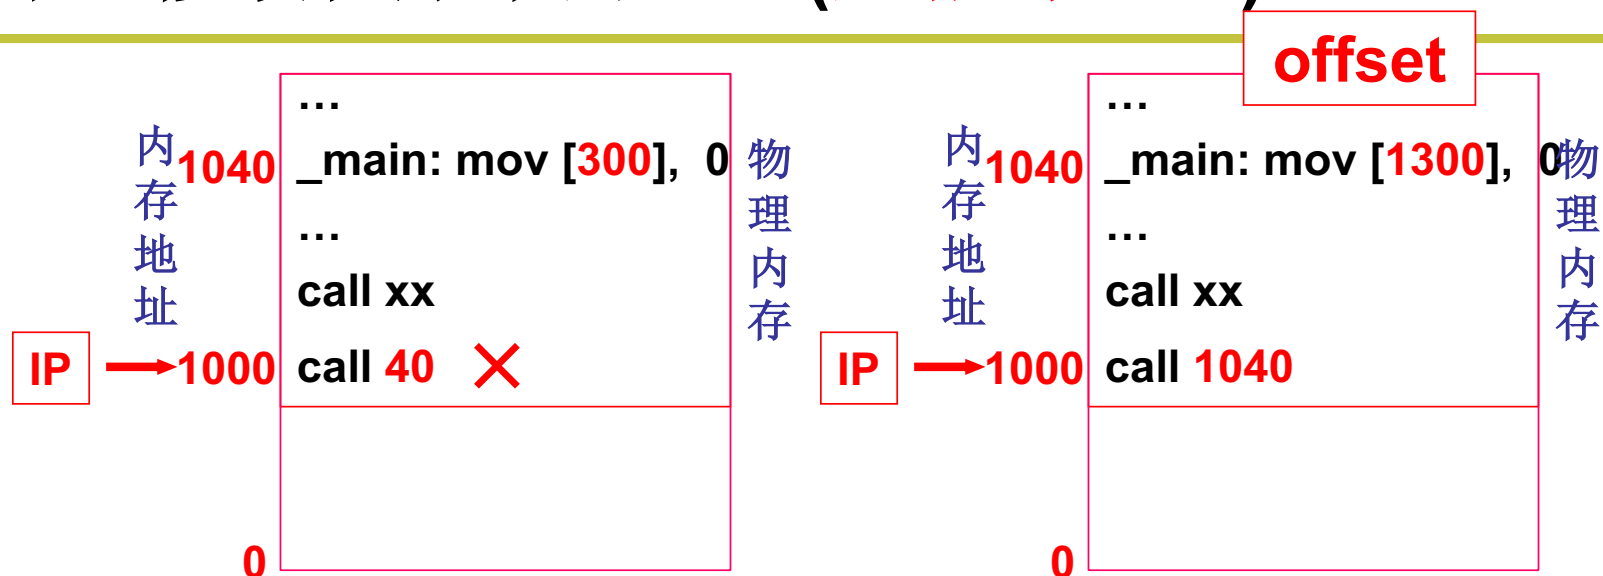 offset
…
_main: mov [300], 0
…
call xx
call 40
内存地址
1040
1000
0
IP
物理内存
…
_main: mov [1300], 0
…
call xx
call 1040
内存地址
1040
1000
0
IP
物理内存